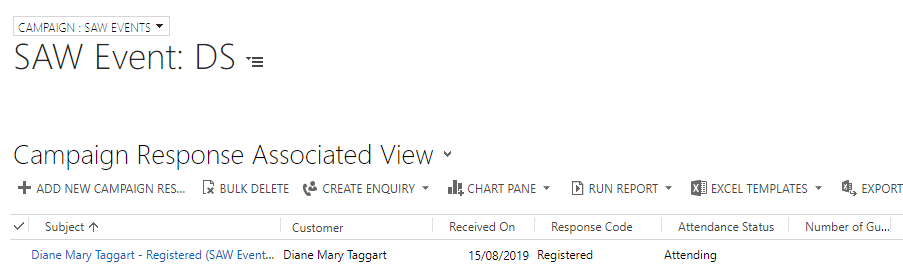 CAMPAIGN : SAW EVENTS
SAW Event: DS
Campaign Response Associated View
ADD NEW CAMPAIGN RES... BULK DELETE CREATE ENQUIRY CHART PANE RUN REPORT EXCEL TEMPLATES EXPORT
Subject Customer Received On Response Code Attendance Status Number of Gu...
Diane Mary Taggart - Registered (SAW Event... Diane Mary Taggart 15/08/2019 Registered Attending